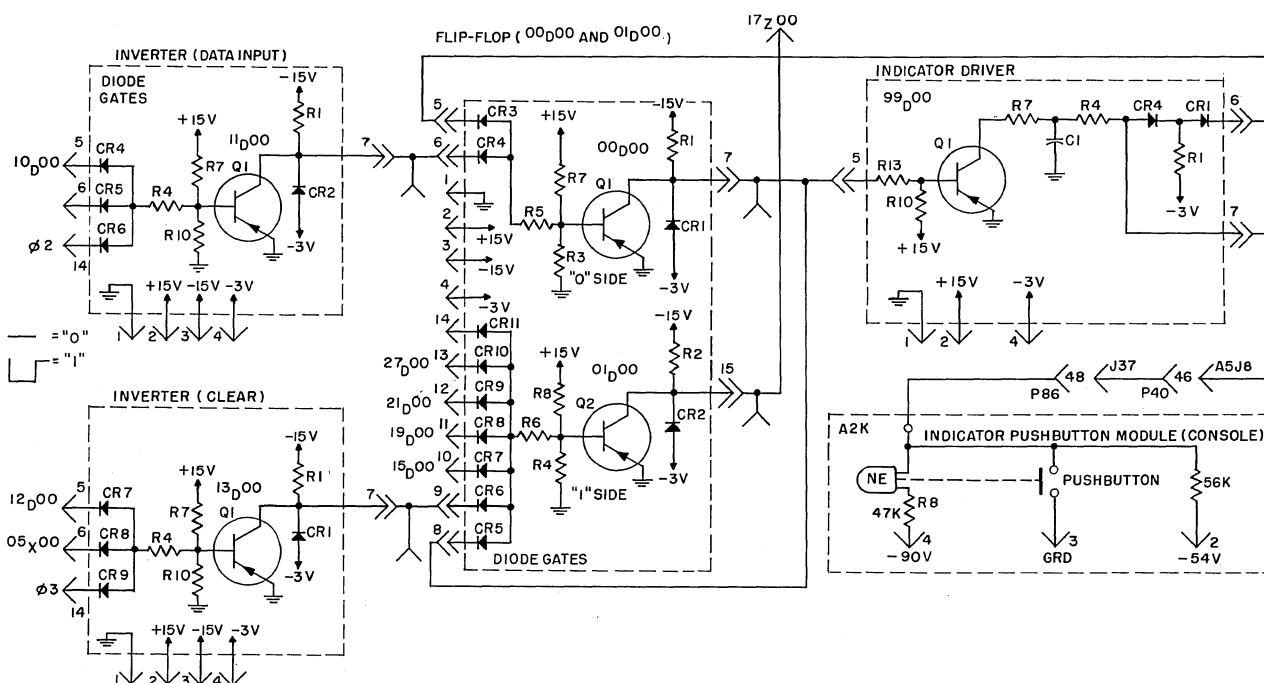 17Z00
FLIP-FLOP (00D00 AND 01D00)
INVERTER (DATA INPUT)
DIODE GATES
-15V
R1
+15V
11D00
10D00
5
CR4
R7
Q1
7
6
CR5
R4
CR2
CR6
R10
φ2
14
-3V
+15V -15V -3V
1 2 3 4
— = "0"
= "1"
INVERTER (CLEAR)
-15V
R1
+15V
13D00
12D00
5
CR7
R7
Q1
7
05X00
6
CR8
R4
CR1
CR9
R10
φ3
14
-3V
+15V -15V -3V
1 2 3 4
5
CR3
6
CR4
1
2
+15V
3
-15V
4
-3V
+15V
R7
R5
R3
"0" SIDE
00D00
Q1
-15V
R1
7
CR1
-3V
14
CR11
27D00
13
CR10
21D00
12
CR9
19D00
11
CR8
15D00
10
CR7
9
CR6
8
CR5
+15V
R8
R6
R4
"1" SIDE
01D00
Q2
-15V
R2
15
CR2
-3V
DIODE GATES
INDICATOR DRIVER
99D00
5
R13
R10
+15V
Q1
R7
R4
C1
CR4
CR1
6
R1
-3V
7
+15V
-3V
1 2 4
48
J37
46
A5J8
P86
P40
A2K
INDICATOR PUSHBUTTON MODULE (CONSOLE)
NE
PUSHBUTTON
56K
47K
R8
4
3
2
-90V
GRD
-54V